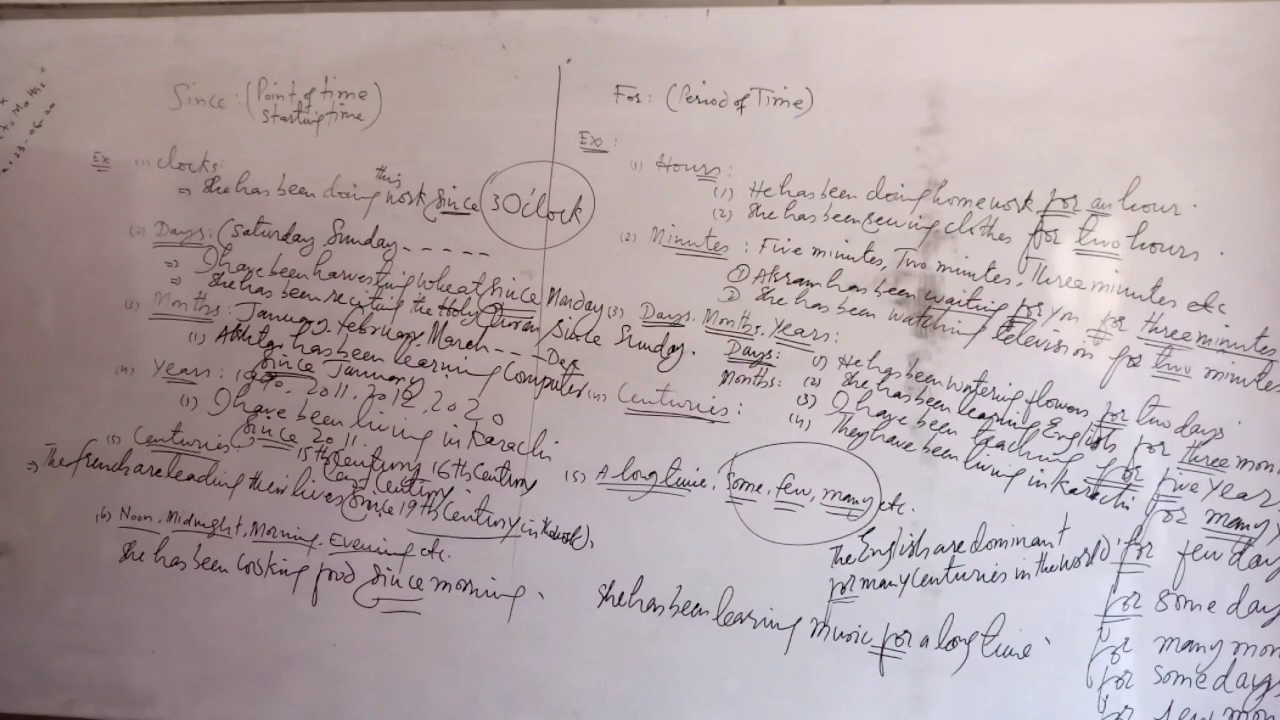 Since: (Point of time
starting time)
Ex (1) clocks:
⇒ She has been doing this work since 3 O'clock
(2) Days: (Saturday Sunday - - - - -
⇒ I have been harvesting wheat since Monday
⇒ She has been reciting the Holy Quran since Sunday.
(3) Months: January, February, March - - - Dec
(1) Akhtar has been learning Computer
since January
(4) Years: 2011, 2012, 2020
(1) I have been living in Karachi
since 2011.
(5) Centuries: 15th Century 16th Century
Century
⇒ The french are leading their lives since 19th Century in the
(6) Noon, Midnight, Morning, Evening etc.
She has been cooking food since morning.
For: (Period of Time)
Ex:
(1) Hours:
(1) He has been doing homework for an hour.
(2) She has been sewing clothes for two hours.
(2) Minutes: Five minutes, Two minutes, Three minutes etc
① Akram has been waiting for you for three minutes
② She has been watching television for two minutes
(3) Days, Months, Years:
Days: (1) He has been watering flowers for two days
Months: (2) She has been learning English for three mon
(3) I have been teaching for five year
(4) They have been living in Karachi for many
(4) Centuries:
(5) A long time, Some, few, many etc.
The English are dominant
for many centuries in the world.
She has been learning music for a long time.
for few day
for some day
for many mon
for some days
for few mon